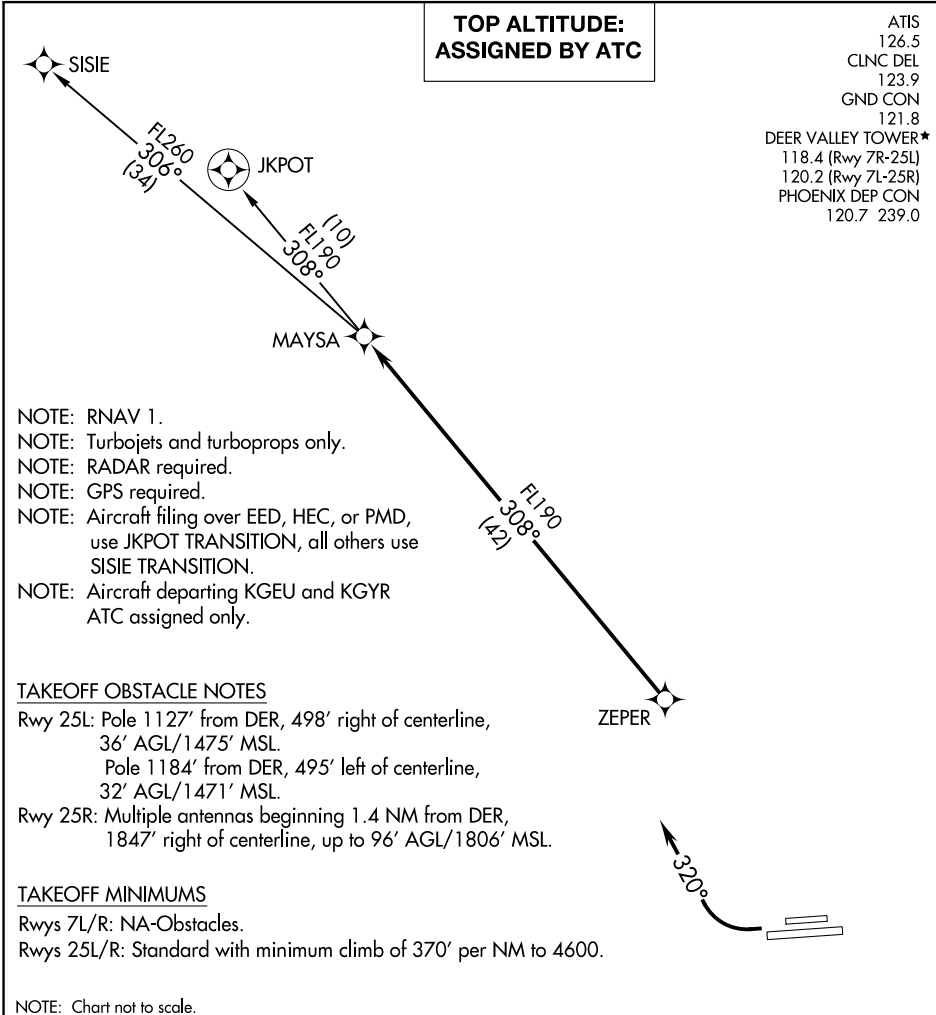 TOP ALTITUDE:
ASSIGNED BY ATC
ATIS
126.5
CLNC DEL
123.9
GND CON
121.8
DEER VALLEY TOWER★
118.4 (Rwy 7R-25L)
120.2 (Rwy 7L-25R)
PHOENIX DEP CON
120.7 239.0
SISIE
FL260
306°
(34)
JKPOT
(10)
FL190
308°
MAYSA
FL190
308°
(42)
ZEPER
320°
NOTE: RNAV 1.
NOTE: Turbojets and turboprops only.
NOTE: RADAR required.
NOTE: GPS required.
NOTE: Aircraft filing over EED, HEC, or PMD,
use JKPOT TRANSITION, all others use
SISIE TRANSITION.
NOTE: Aircraft departing KGEU and KGYR
ATC assigned only.
TAKEOFF OBSTACLE NOTES
Rwy 25L: Pole 1127' from DER, 498' right of centerline,
36' AGL/1475' MSL.
Pole 1184' from DER, 495' left of centerline,
32' AGL/1471' MSL.
Rwy 25R: Multiple antennas beginning 1.4 NM from DER,
1847' right of centerline, up to 96' AGL/1806' MSL.
TAKEOFF MINIMUMS
Rwys 7L/R: NA-Obstacles.
Rwys 25L/R: Standard with minimum climb of 370' per NM to 4600.
NOTE: Chart not to scale.